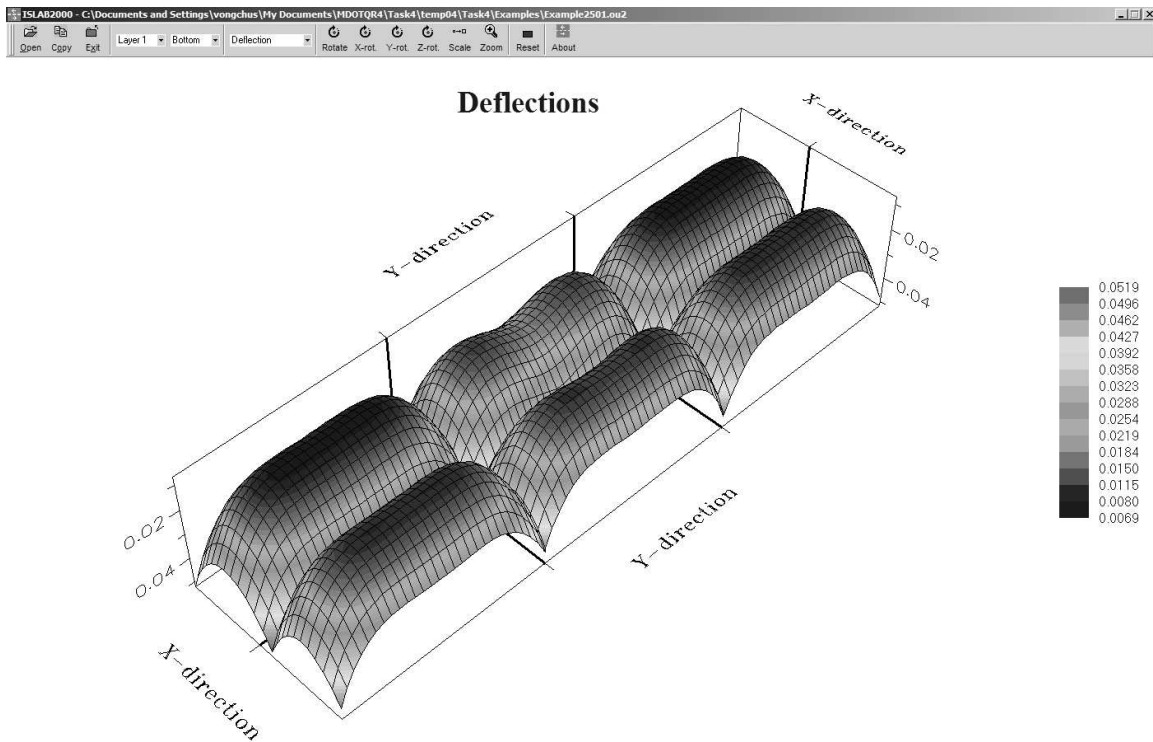 ISLAB2000 - C:\Documents and Settings\vongchus\My Documents\MDOTQR4\Task4\temp04\Task4\Examples\Example2501.ou2
Open Copy Exit Layer 1 Bottom Deflection Rotate X-rot. Y-rot. Z-rot. Scale Zoom Reset About
Deflections
X-direction
Y-direction
0.02
0.04
0.0519
0.0496
0.0462
0.0427
0.0392
0.0358
0.0323
0.0288
0.0254
0.0219
0.0184
0.0150
0.0115
0.0080
0.0069
0.02
0.04
Y-direction
X-direction